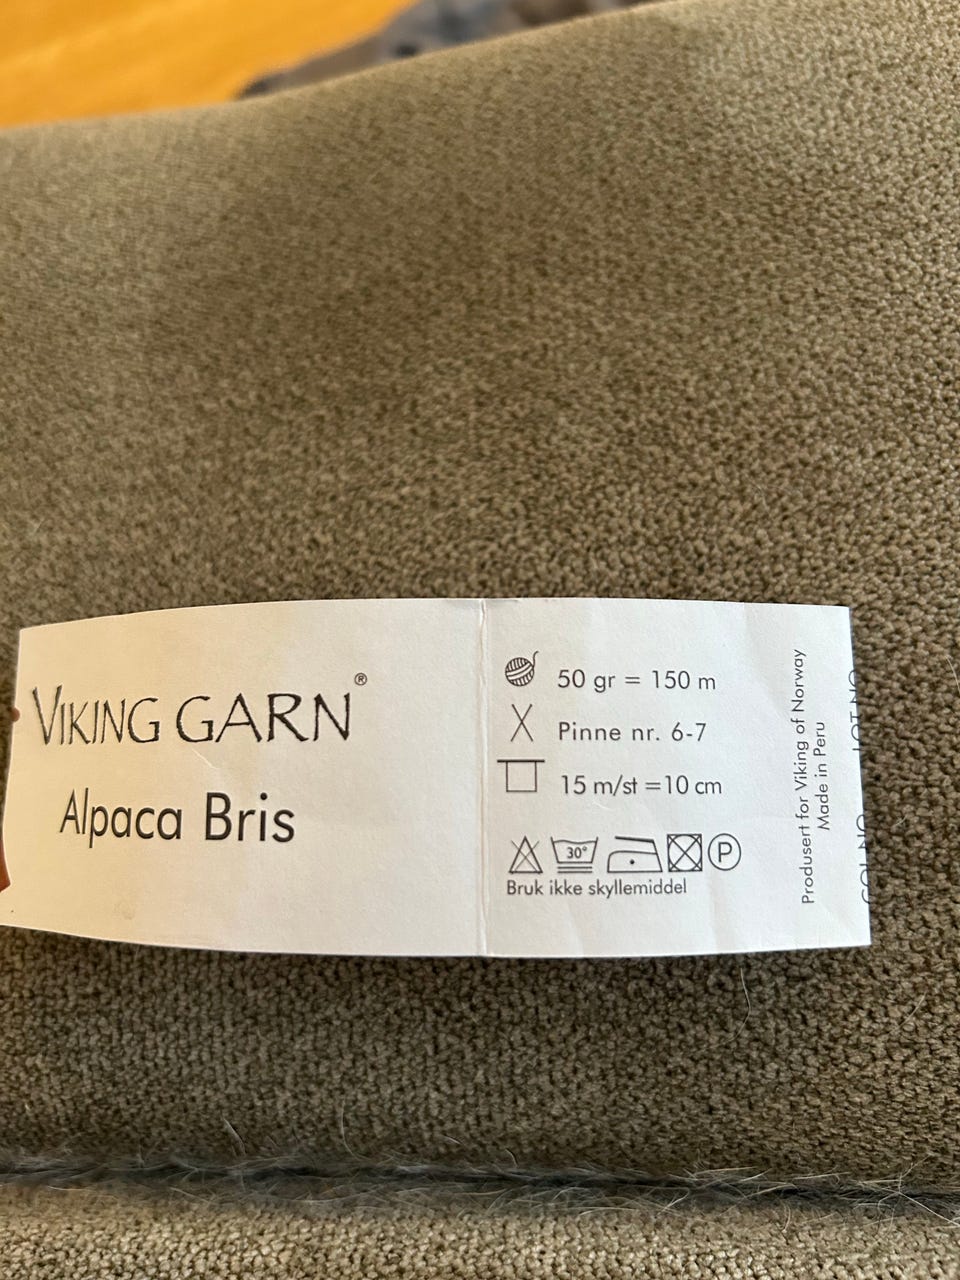 VIKING GARN®
Alpaca Bris
50 gr = 150 m
Pinne nr. 6-7
15 m/st =10 cm
30°
P
Bruk ikke skyllemiddel
Produsert for Viking of Norway
Made in Peru